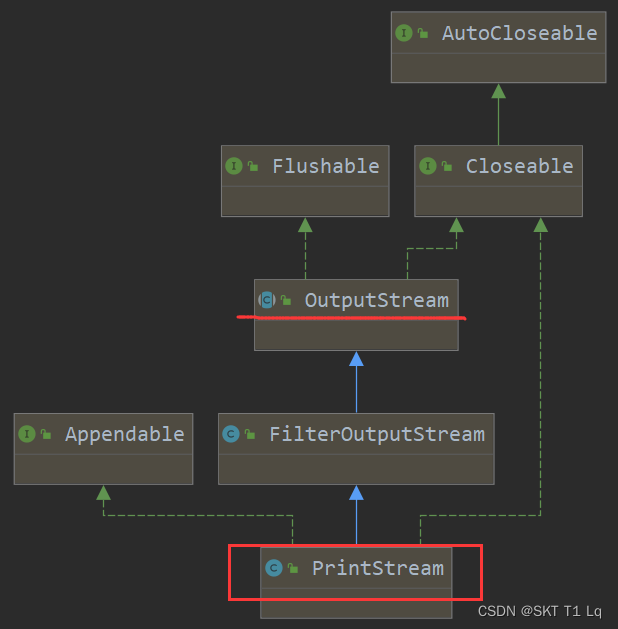 AutoCloseable
Flushable
Closeable
OutputStream
Appendable
FilterOutputStream
PrintStream
CSDN @SKT T1 Lq